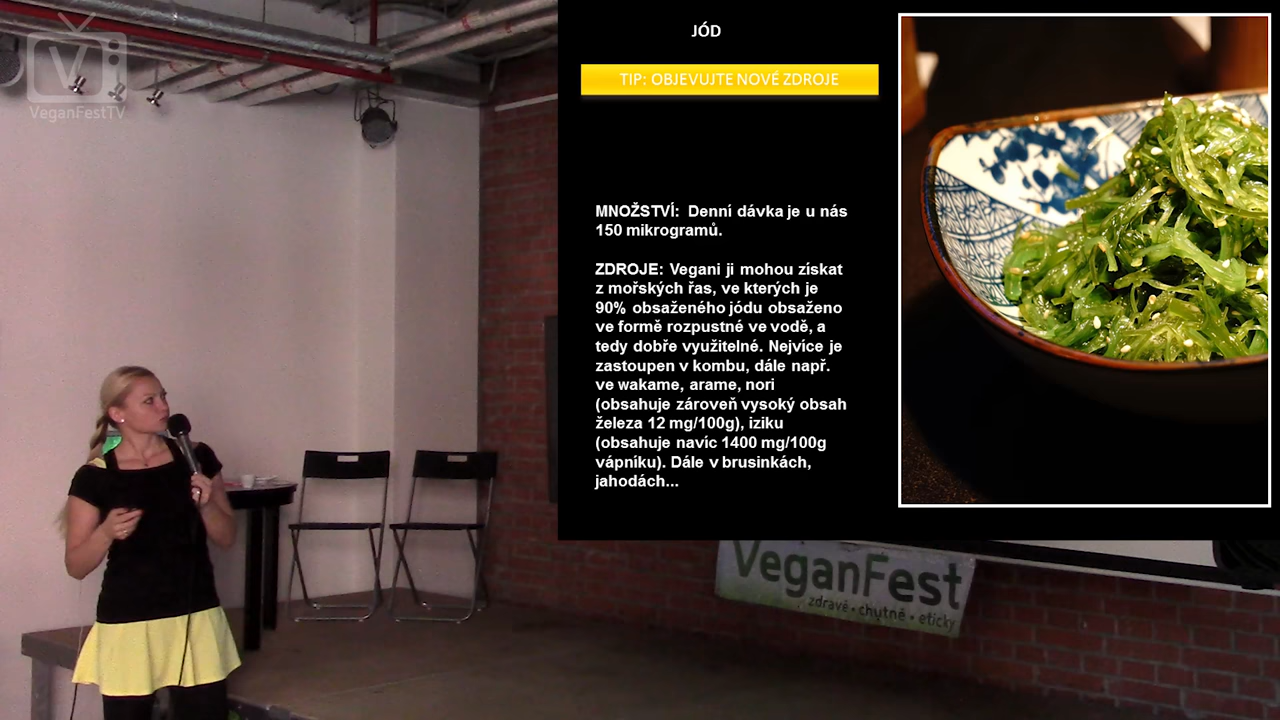 V
VeganFestTV
JÓD
TIP: OBJEVUJTE NOVÉ ZDROJE
MNOŽSTVÍ: Denní dávka je u nás
150 mikrogramů.
ZDROJE: Vegani ji mohou získat
z mořských řas, ve kterých je
90% obsaženého jódu obsaženo
ve formě rozpustné ve vodě, a
tedy dobře využitelné. Nejvíce je
zastoupen v kombu, dále např.
ve wakame, arame, nori
(obsahuje zároveň vysoký obsah
železa 12 mg/100g), iziku
(obsahuje navíc 1400 mg/100g
vápníku). Dále v brusinkách,
jahodách...
VeganFest
zdravě • chutně • eticky